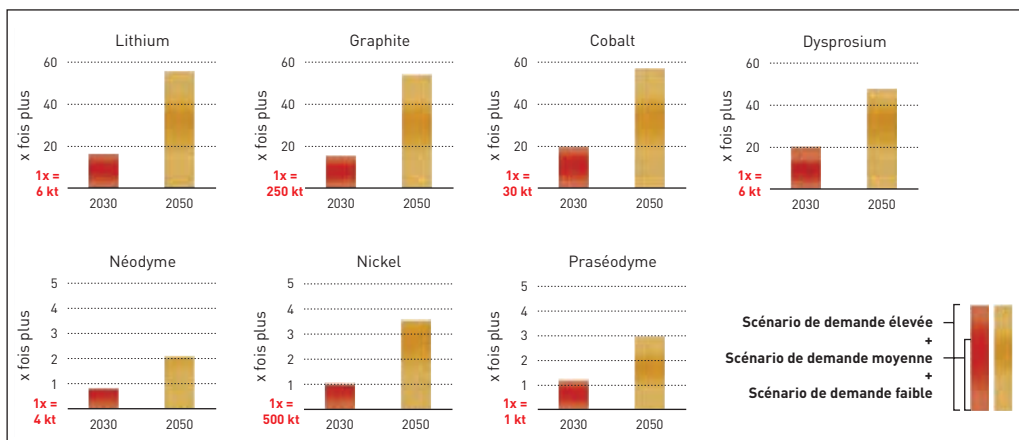 Lithium
60
40
20
x fois plus
1x =
6 kt
2030
2050
Graphite
60
40
20
x fois plus
1x =
250 kt
2030
2050
Cobalt
60
40
20
x fois plus
1x =
30 kt
2030
2050
Dysprosium
60
40
20
x fois plus
1x =
6 kt
2030
2050
Néodyme
5
4
3
2
1
x fois plus
1x =
4 kt
2030
2050
Nickel
5
4
3
2
1
x fois plus
1x =
500 kt
2030
2050
Praséodyme
5
4
3
2
1
x fois plus
1x =
1 kt
2030
2050
Scénario de demande élevée
+
Scénario de demande moyenne
+
Scénario de demande faible